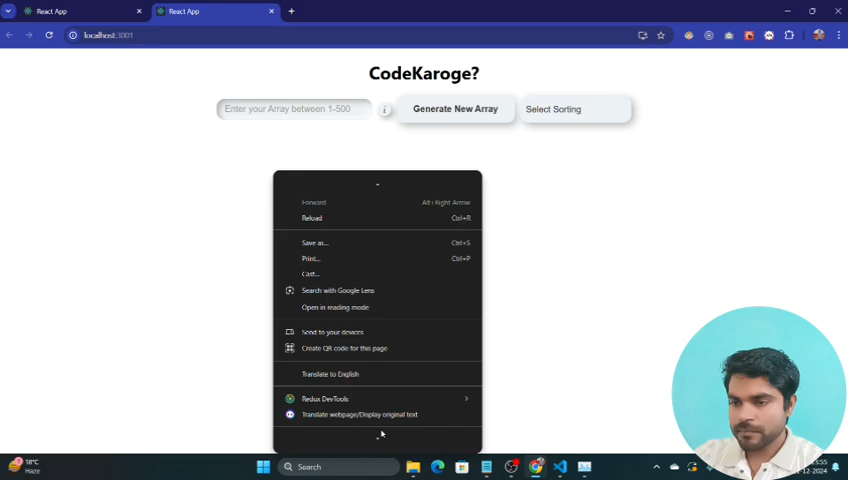 React App
React App
localhost:3001
CodeKaroge?
Enter your Array between 1-500
i
Generate New Array
Select Sorting
Forward Alt+Right Arrow
Reload Ctrl+R
Save as... Ctrl+S
Print... Ctrl+P
Cast...
Search with Google Lens
Open in reading mode
Send to your devices
Create QR code for this page
Translate to English
Redux DevTools
Translate webpage/Display original text
18°C
Haze
Search
-12-2024